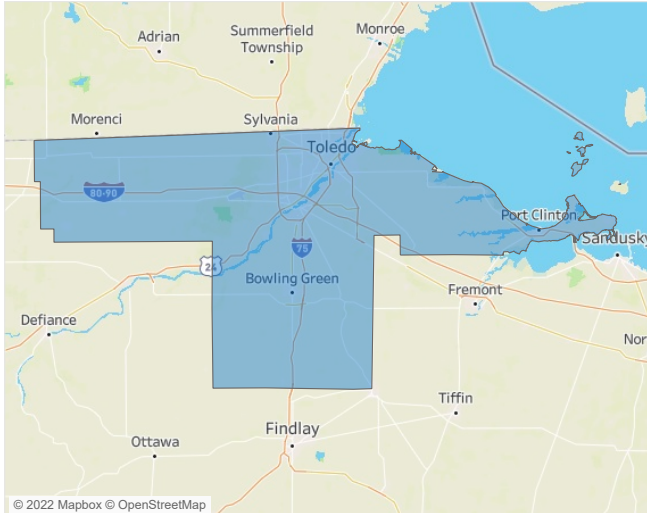 Adrian
Summerfield
Township
Monroe
Morenci
Sylvania
Toledo
80-90
Port Clinton
Sandusky
24
75
Bowling Green
Fremont
Defiance
Nor
Tiffin
Findlay
Ottawa
© 2022 Mapbox © OpenStreetMap